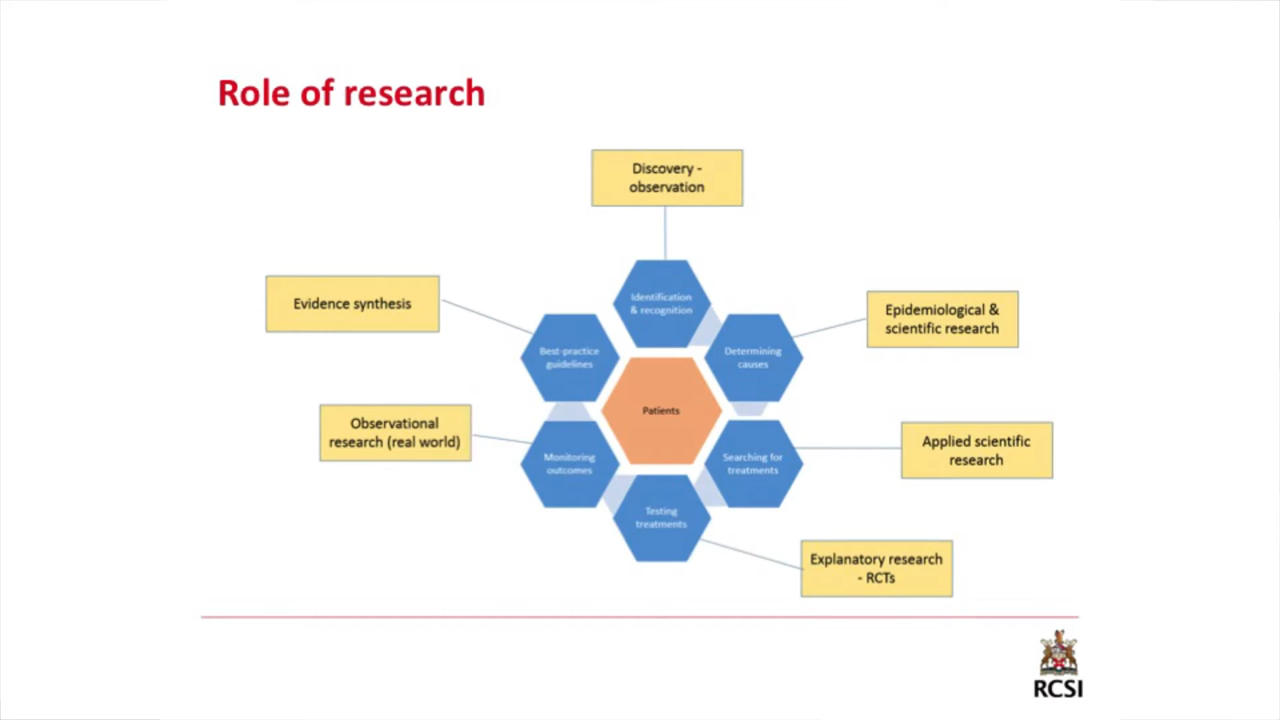 Role of research
Discovery -
observation
Evidence synthesis
Identification
& recognition
Epidemiological &
scientific research
Best-practice
guidelines
Determining
causes
Patients
Observational
research (real world)
Applied scientific
research
Monitoring
outcomes
Searching for
treatments
Testing
treatments
Explanatory research
- RCTs
RCSI